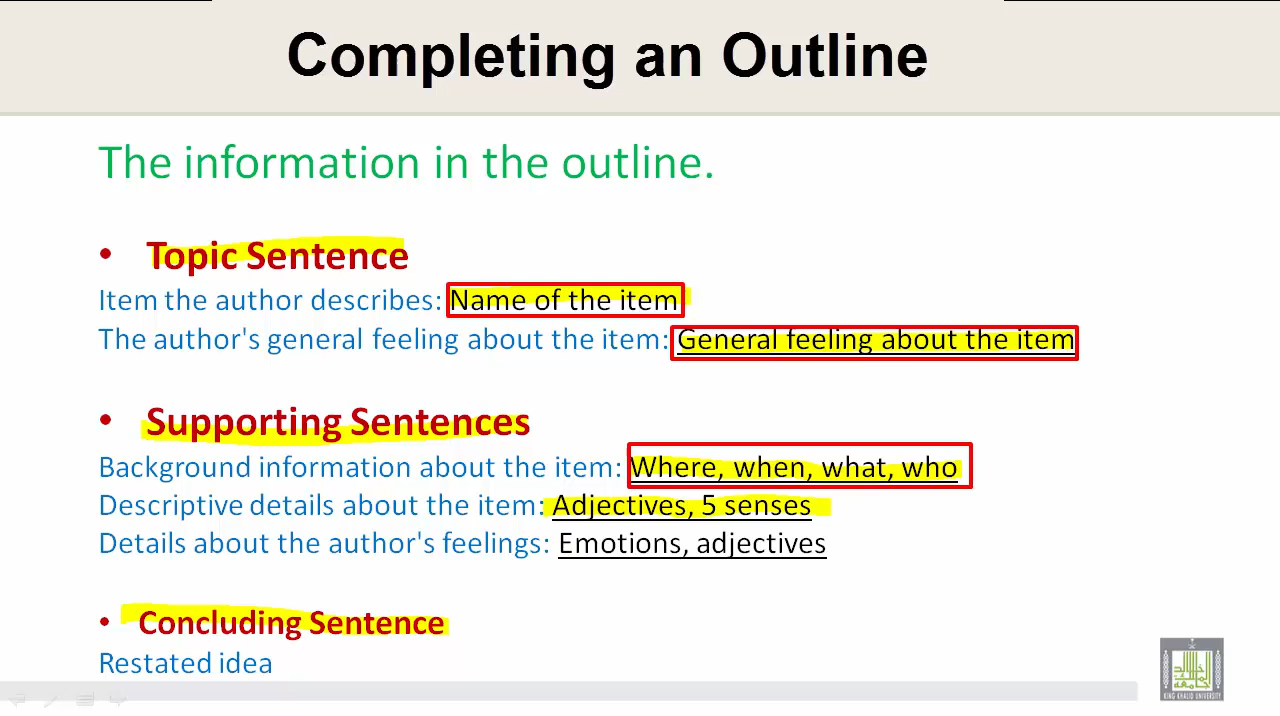 Completing an Outline
The information in the outline.
• Topic Sentence
Item the author describes: Name of the item
The author's general feeling about the item: General feeling about the item
• Supporting Sentences
Background information about the item: Where, when, what, who
Descriptive details about the item: Adjectives, 5 senses
Details about the author's feelings: Emotions, adjectives
• Concluding Sentence
Restated idea
KING KHALID UNIVERSITY